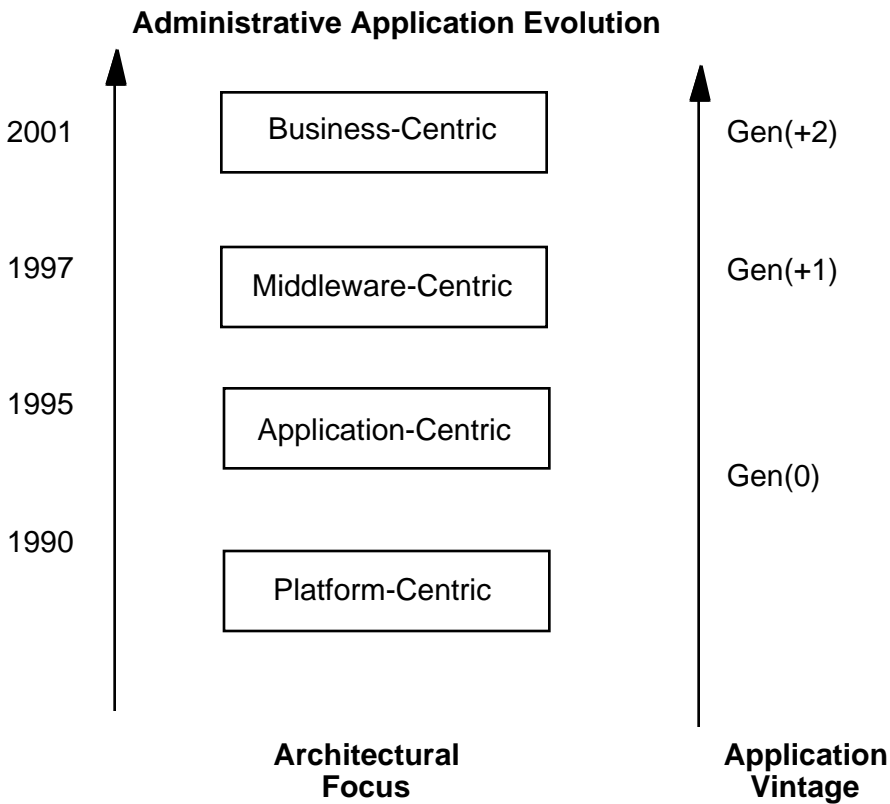 Administrative Application Evolution
2001
Business-Centric
Gen(+2)
1997
Middleware-Centric
Gen(+1)
1995
Application-Centric
Gen(0)
1990
Platform-Centric
Architectural
Focus
Application
Vintage